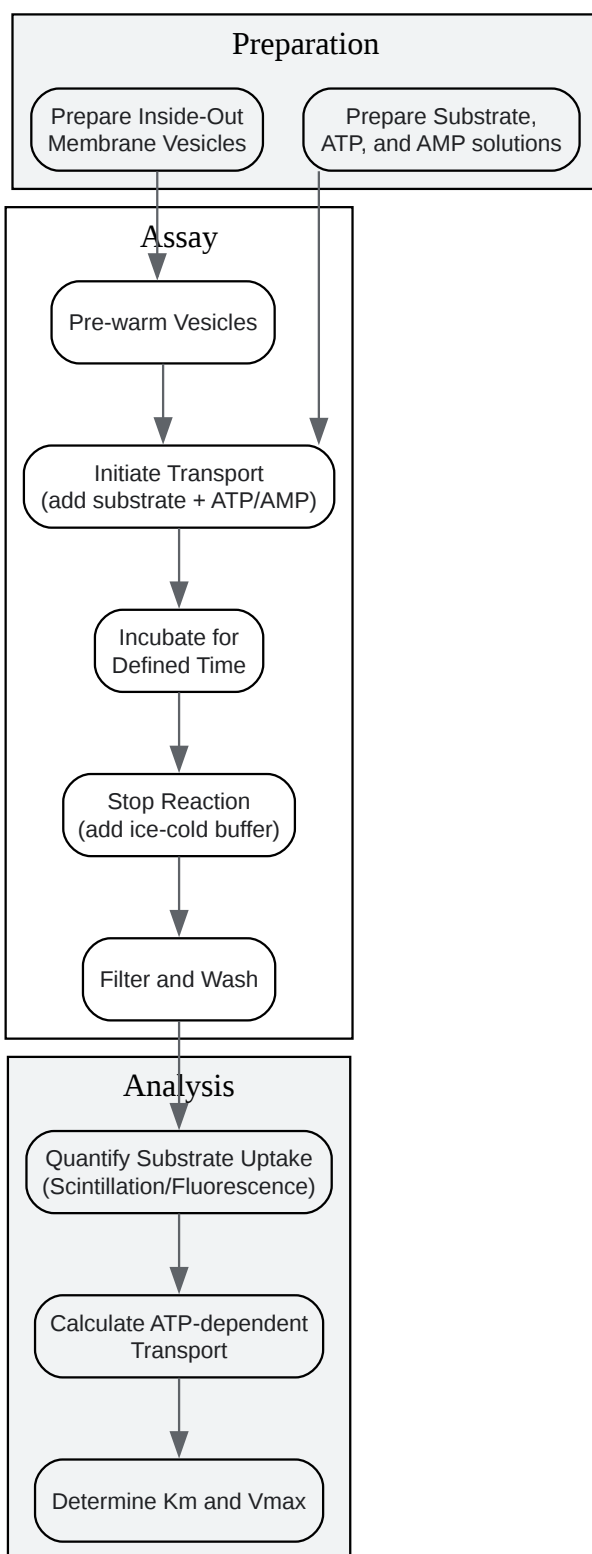 Preparation
Prepare Inside-Out
Membrane Vesicles
Prepare Substrate,
ATP, and AMP solutions
Assay
Pre-warm Vesicles
Initiate Transport
(add substrate + ATP/AMP)
Incubate for
Defined Time
Stop Reaction
(add ice-cold buffer)
Filter and Wash
Analysis
Quantify Substrate Uptake
(Scintillation/Fluorescence)
Calculate ATP-dependent
Transport
Determine Km and Vmax